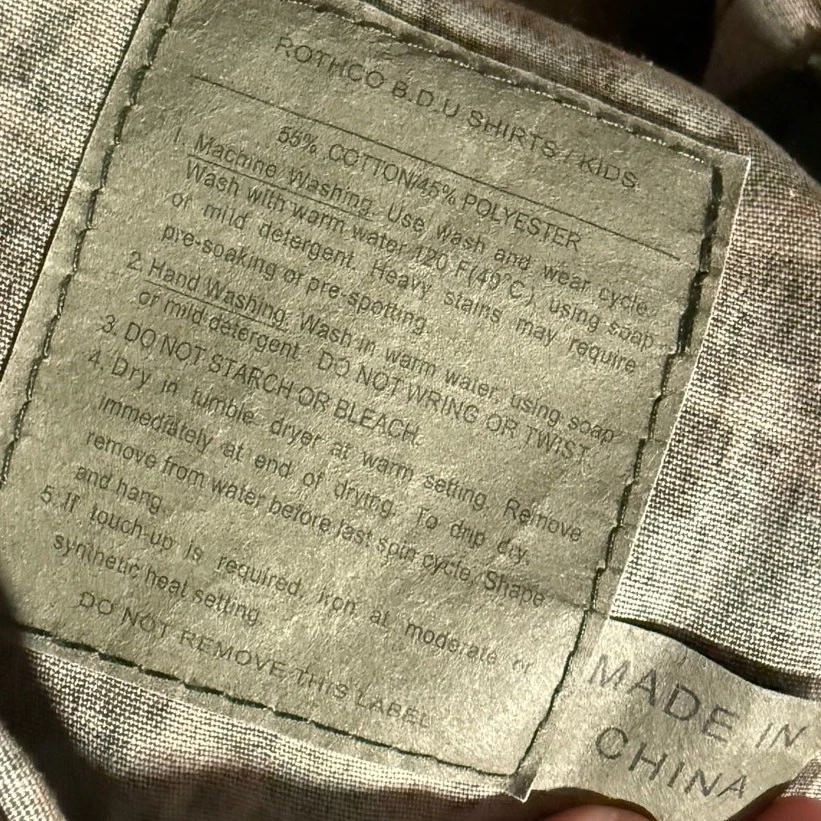 ROTHCO B.D.U SHIRTS / KIDS
55% COTTON/45% POLYESTER
1. Machine Washing: Use wash and wear cycle.
Wash with warm water 120°F(49°C), using soap
or mild detergent. Heavy stains may require
pre-soaking or pre-spotting.
2. Hand Washing: Wash in warm water, using soap
or mild detergent. DO NOT WRING OR TWIST.
3. DO NOT STARCH OR BLEACH.
4. Dry in tumble dryer at warm setting. Remove
immediately at end of drying. To drip dry.
remove from water before last spin cycle. Shape
and hang.
5. If touch-up is required, iron at moderate or
synthetic heat setting.
DO NOT REMOVE THIS LABEL
MADE IN
CHINA